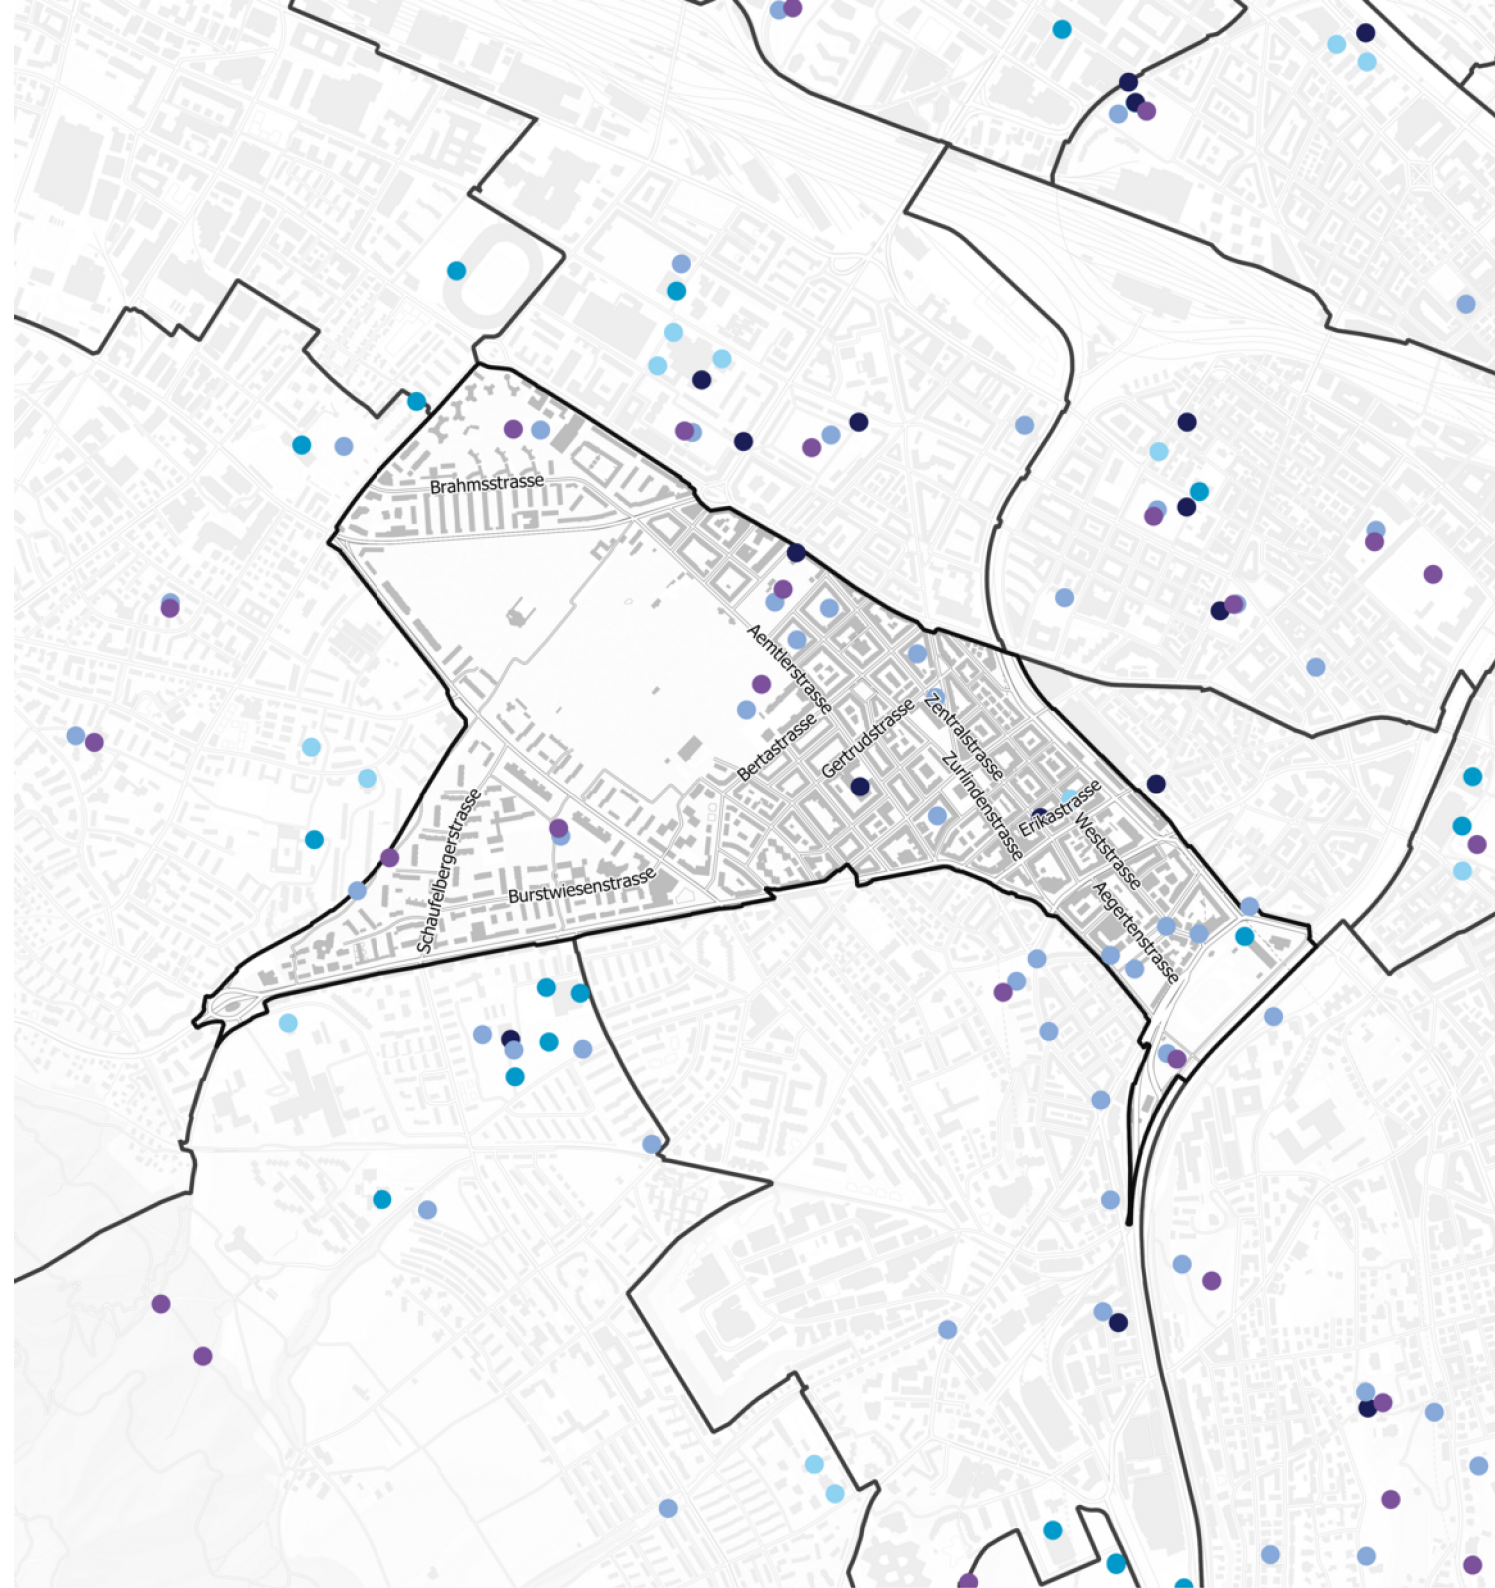 Brahmsstrasse
Aemtlerstrasse
Bertastrasse
Gertrudstrasse
Zentralstrasse
Zurlindenstrasse
Erikastrasse
Weststrasse
Aegertenstrasse
Schaufelbergerstrasse
Burstwiesenstrasse